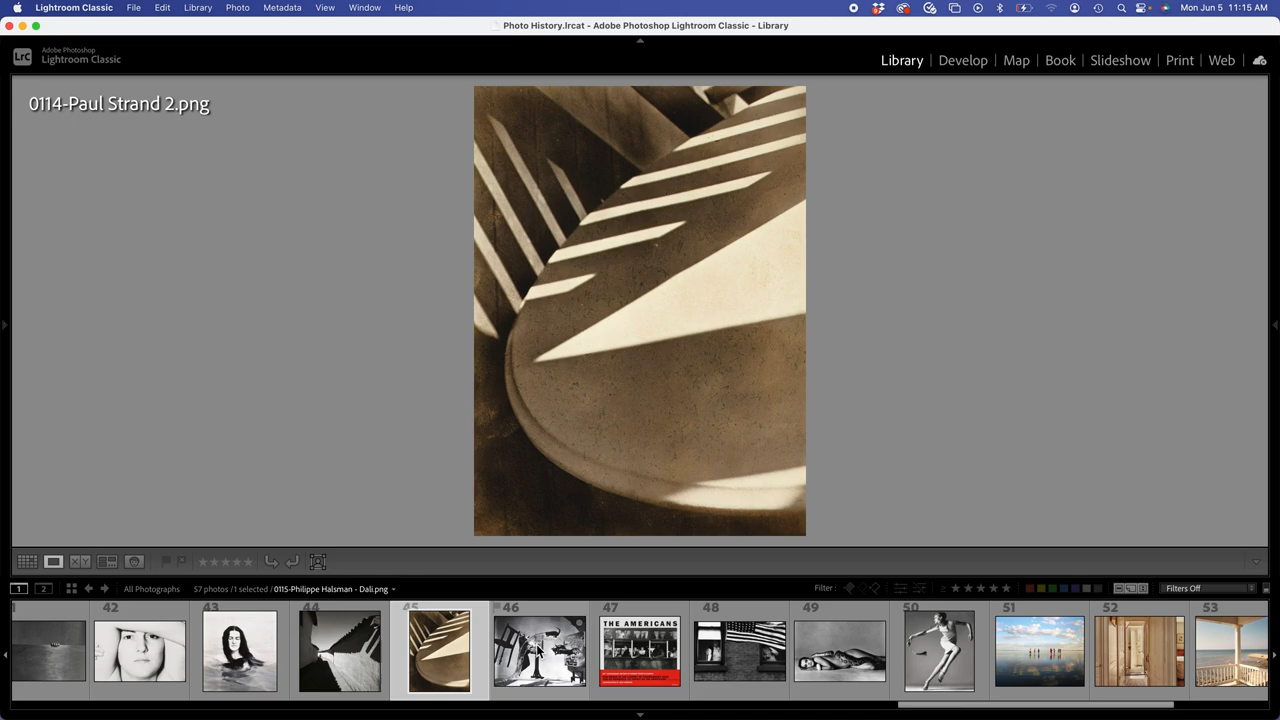 Lightroom Classic File Edit Library Photo Metadata View Window Help Mon Jun 5 11:15 AM
Photo History.lrcat - Adobe Photoshop Lightroom Classic - Library
LrC Adobe Photoshop
Lightroom Classic
Library | Develop | Map | Book | Slideshow | Print | Web
0114-Paul Strand 2.png
XY
1 2 All Photographs 57 photos / 1 selected / 0115-Philippe Halsman - Dali.png Filter : Filters Off
42 43 44 45 46 47 48 49 50 51 52 53
THE AMERICANS